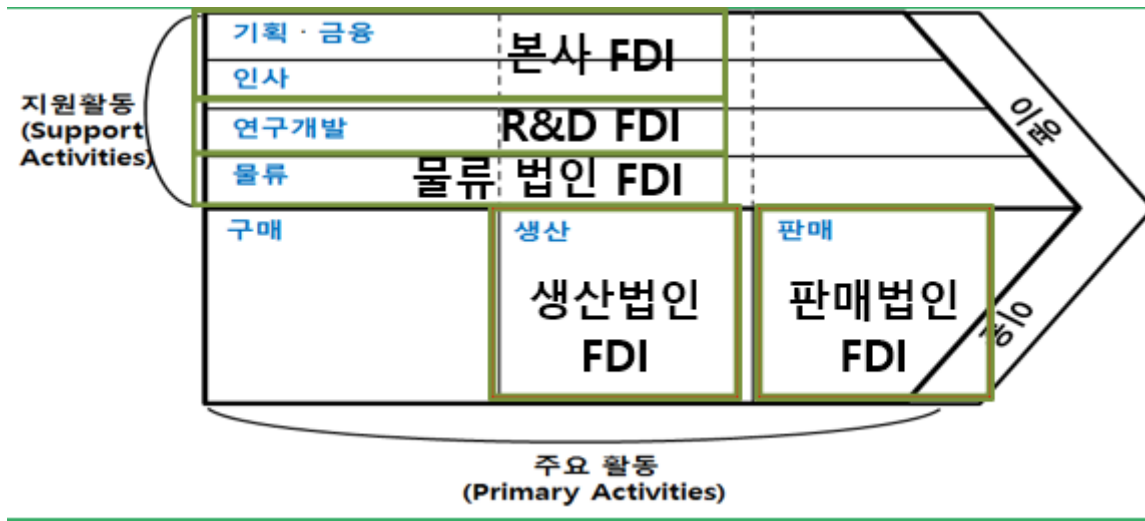 기획 · 금융
본사 FDI
인사
지원활동
(Support
Activities)
연구개발
R&D FDI
물류
물류 법인 FDI
이윤
구매
생산
판매
생산법인
FDI
판매법인
FDI
이윤
주요 활동
(Primary Activities)